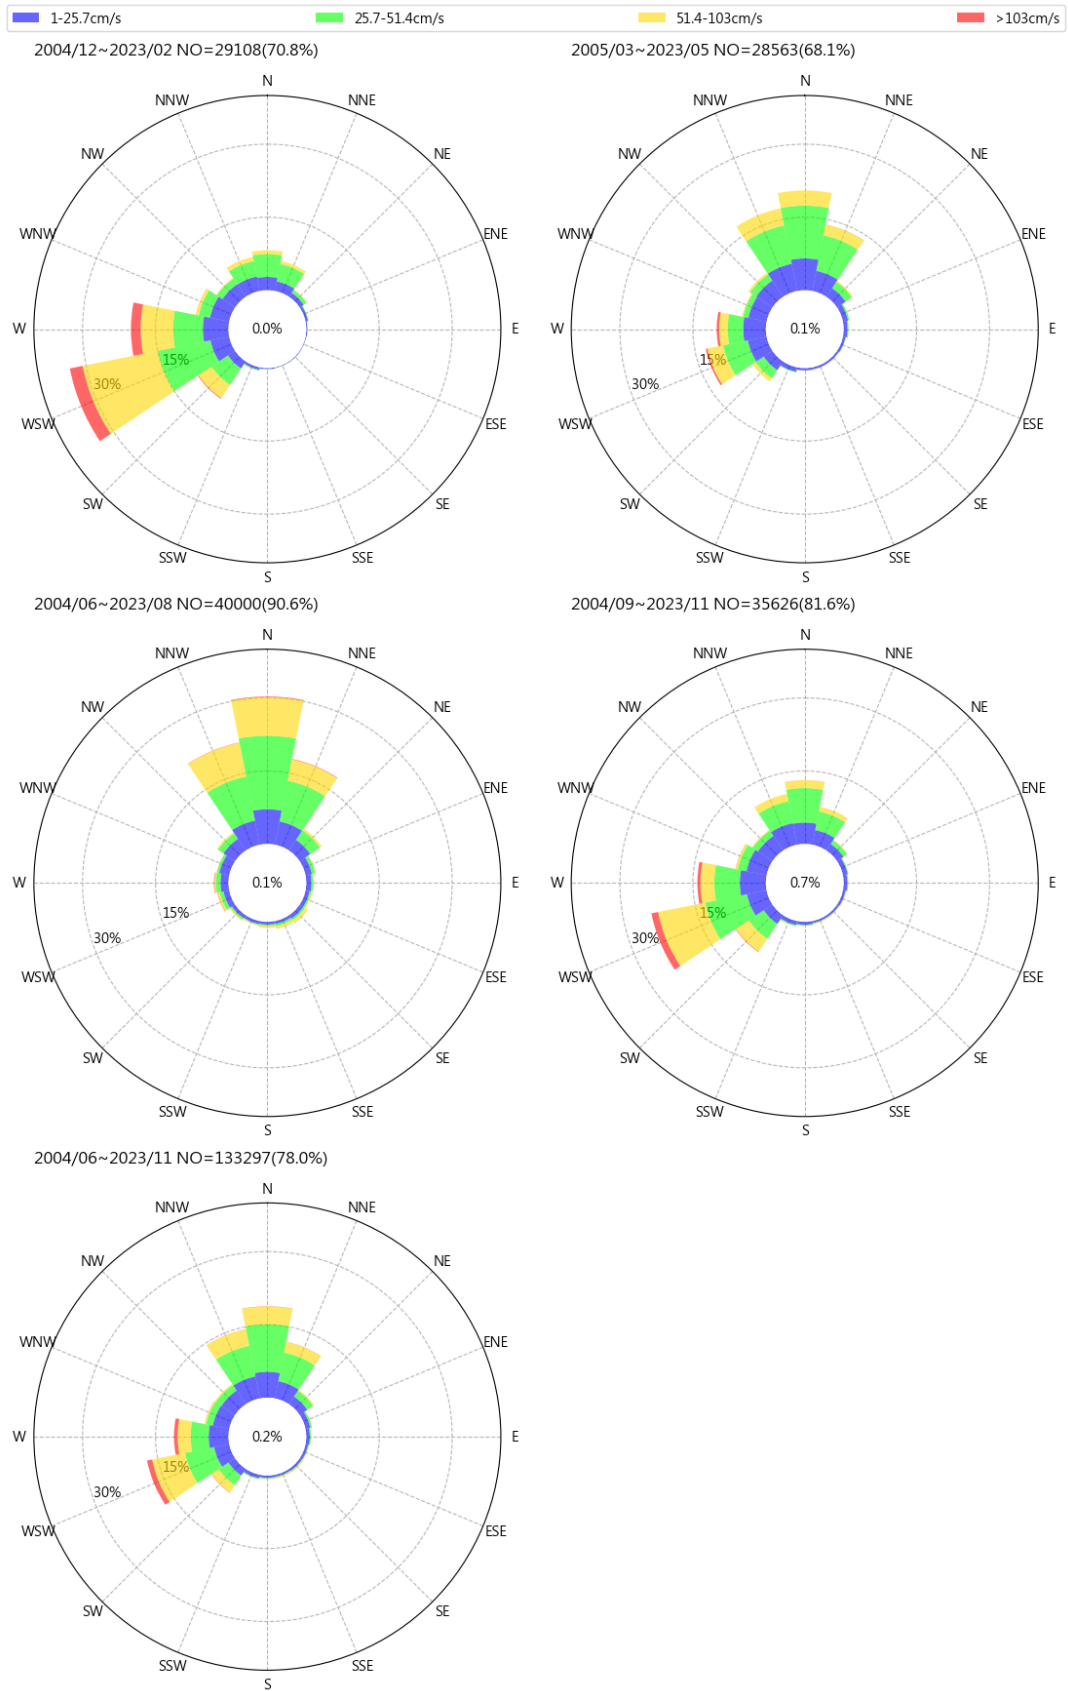 1-25.7cm/s 25.7-51.4cm/s 51.4-103cm/s >103cm/s
2004/12~2023/02 NO=29108(70.8%)
N
NNW NNE
NW NE
WNW ENE
W 0.0% E
15%
30%
WSW ESE
SW SE
SSW SSE
S
2005/03~2023/05 NO=28563(68.1%)
N
NNW NNE
NW NE
WNW ENE
W 0.1% E
15%
30%
WSW ESE
SW SE
SSW SSE
S
2004/06~2023/08 NO=40000(90.6%)
N
NNW NNE
NW NE
WNW ENE
W 0.1% E
15%
30%
WSW ESE
SW SE
SSW SSE
S
2004/09~2023/11 NO=35626(81.6%)
N
NNW NNE
NW NE
WNW ENE
W 0.7% E
15%
30%
WSW ESE
SW SE
SSW SSE
S
2004/06~2023/11 NO=133297(78.0%)
N
NNW NNE
NW NE
WNW ENE
W 0.2% E
15%
30%
WSW ESE
SW SE
SSW SSE
S